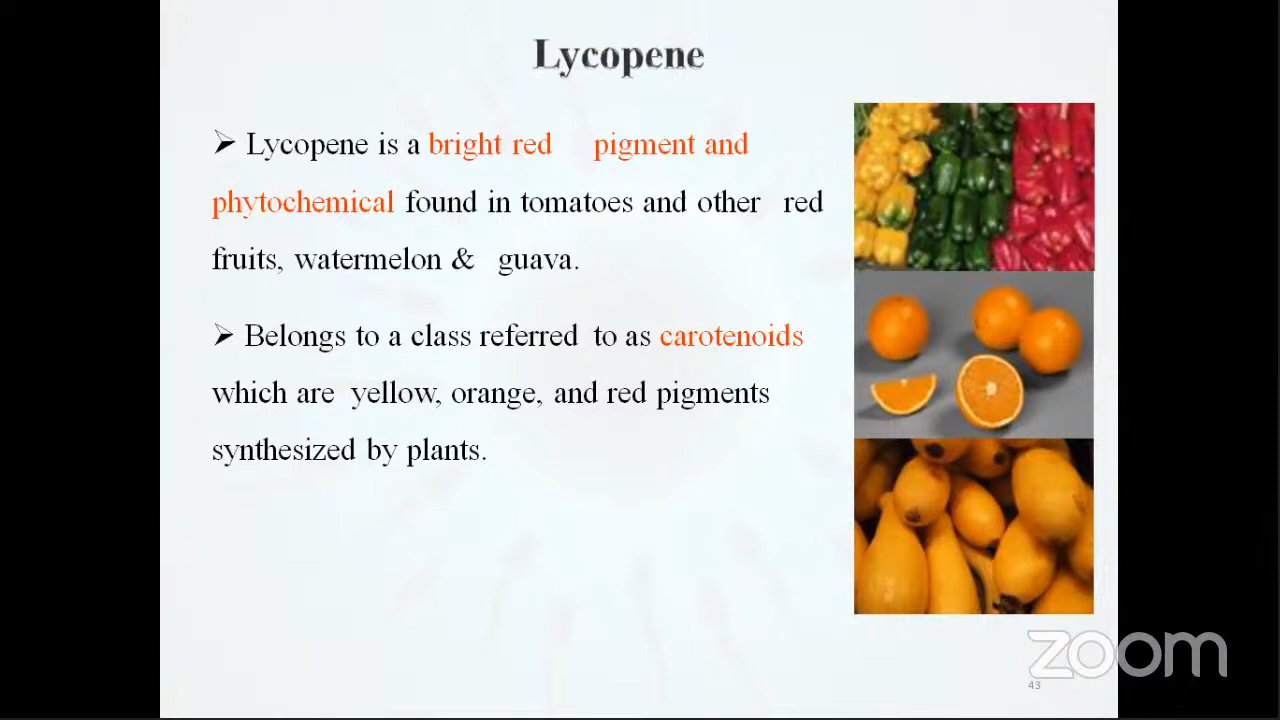 Lycopene
➢ Lycopene is a bright red pigment and
phytochemical found in tomatoes and other red
fruits, watermelon & guava.
➢ Belongs to a class referred to as carotenoids
which are yellow, orange, and red pigments
synthesized by plants.
zoom
43